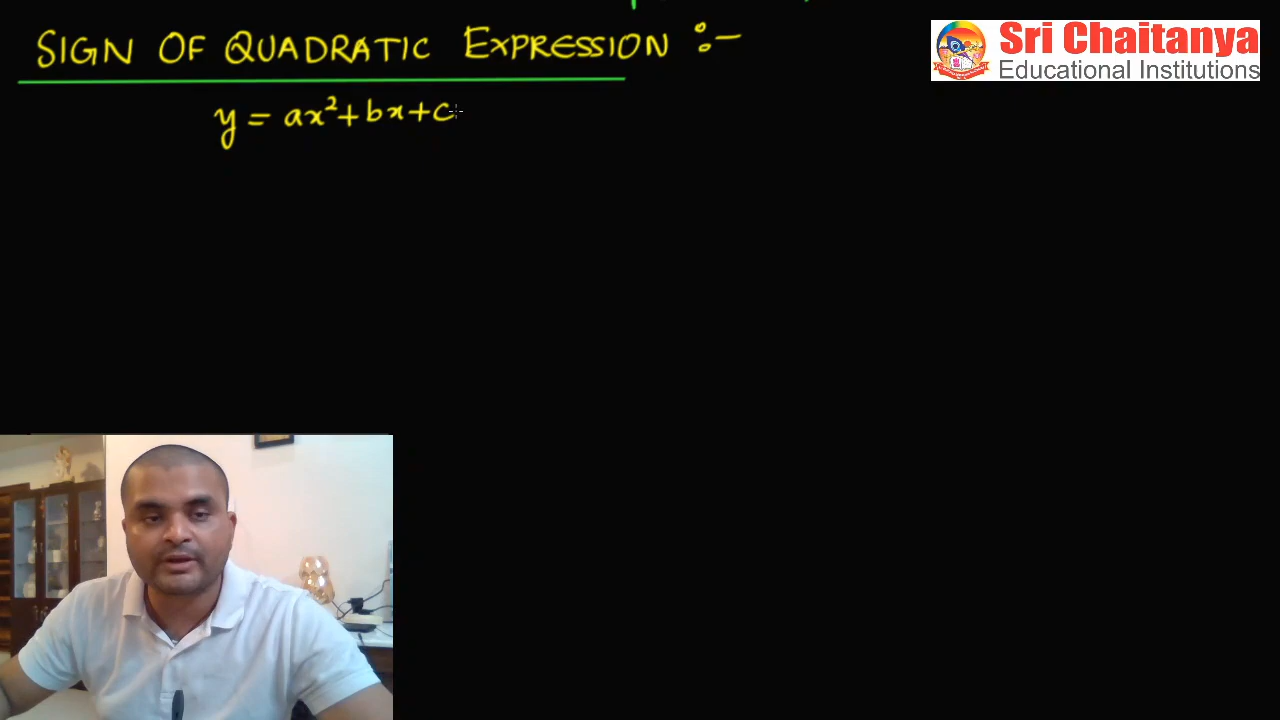 SIGN OF QUADRATIC EXPRESSION :-
y = ax²+bx+c
Sri Chaitanya
Educational Institutions